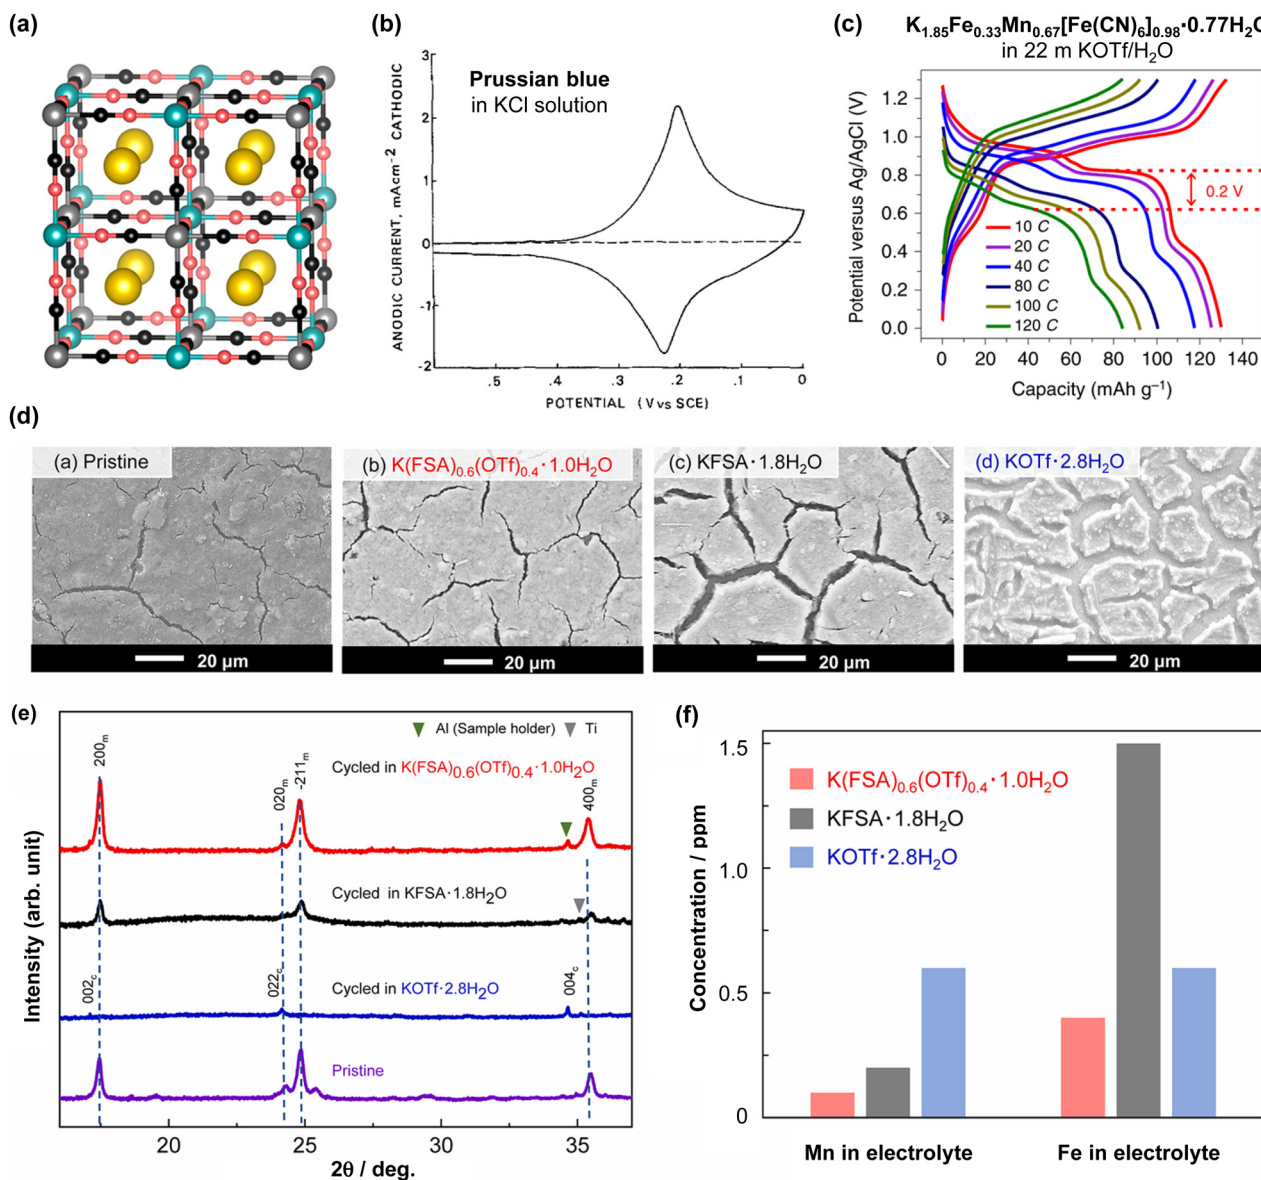 (a)
(b)
3
2
1
0
-1
-2
ANODIC CURRENT, mAcm⁻² CATHODIC
Prussian blue
in KCl solution
.5
.4
.3
.2
.1
0
POTENTIAL (V vs SCE)
(c)
K₁.₈₅Fe₀.₃₃Mn₀.₆₇[Fe(CN)₆]₀.₉₈·0.77H₂O
in 22 m KOTf/H₂O
Potential versus Ag/AgCl (V)
1.2
1.0
0.8
0.6
0.4
0.2
0.0
0.2 V
10 C
20 C
40 C
80 C
100 C
120 C
0
20
40
60
80
100
120
140
Capacity (mAh g⁻¹)
(d)
(a) Pristine
20 µm
(b) K(FSA)₀.₆(OTf)₀.₄·1.0H₂O
20 µm
(c) KFSA·1.8H₂O
20 µm
(d) KOTf·2.8H₂O
20 µm
(e)
Intensity (arb. unit)
Al (Sample holder)
Ti
200ₘ
020ₘ
-211ₘ
400ₘ
Cycled in K(FSA)₀.₆(OTf)₀.₄·1.0H₂O
Cycled in KFSA·1.8H₂O
002c
022c
004c
Cycled in KOTf·2.8H₂O
Pristine
20
25
30
35
2θ / deg.
(f)
Concentration / ppm
1.5
1.0
0.5
0
K(FSA)₀.₆(OTf)₀.₄·1.0H₂O
KFSA·1.8H₂O
KOTf·2.8H₂O
Mn in electrolyte
Fe in electrolyte